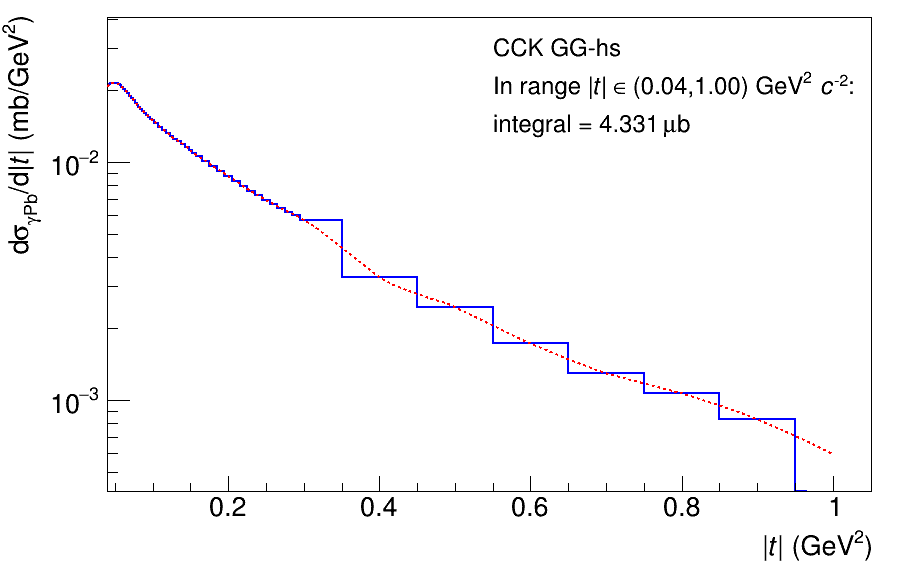 dσγPb/d|t| (mb/GeV²)
CCK GG-hs
In range |t| ∈ (0.04,1.00) GeV² c⁻²:
integral = 4.331 μb
10⁻²
10⁻³
0.2 0.4 0.6 0.8 1
|t| (GeV²)